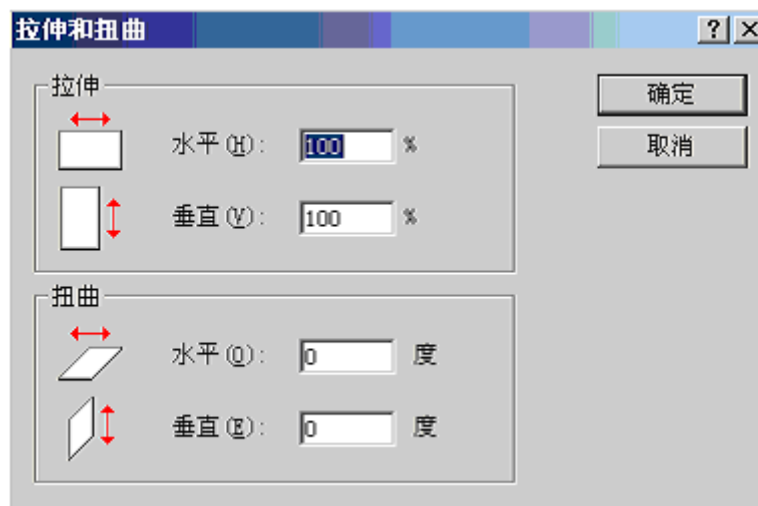 拉伸和扭曲
拉伸
水平(H): 100 %
垂直(V): 100 %
扭曲
水平(O): 0 度
垂直(E): 0 度
确定
取消